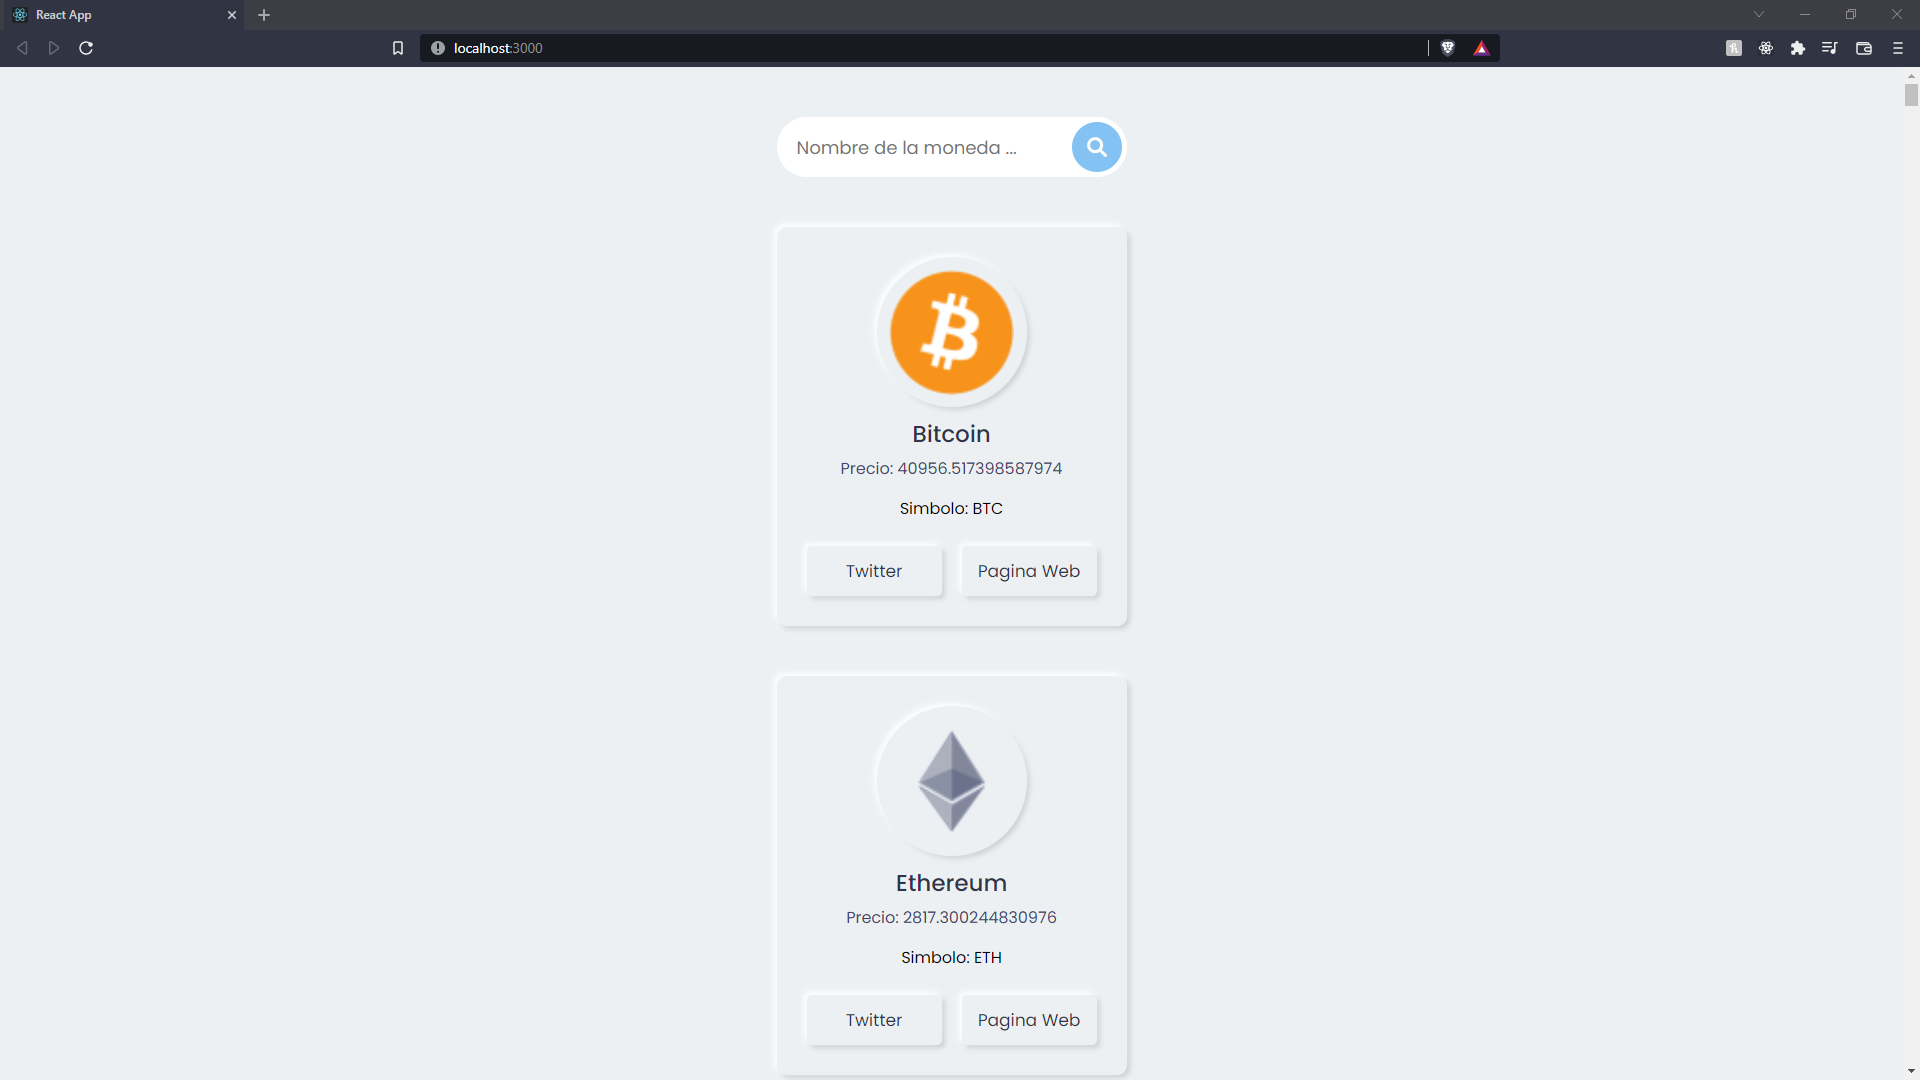 React App
localhost:3000
Nombre de la moneda ...
Bitcoin
Precio: 40956.517398587974
Simbolo: BTC
Twitter
Pagina Web
Ethereum
Precio: 2817.300244830976
Simbolo: ETH
Twitter
Pagina Web